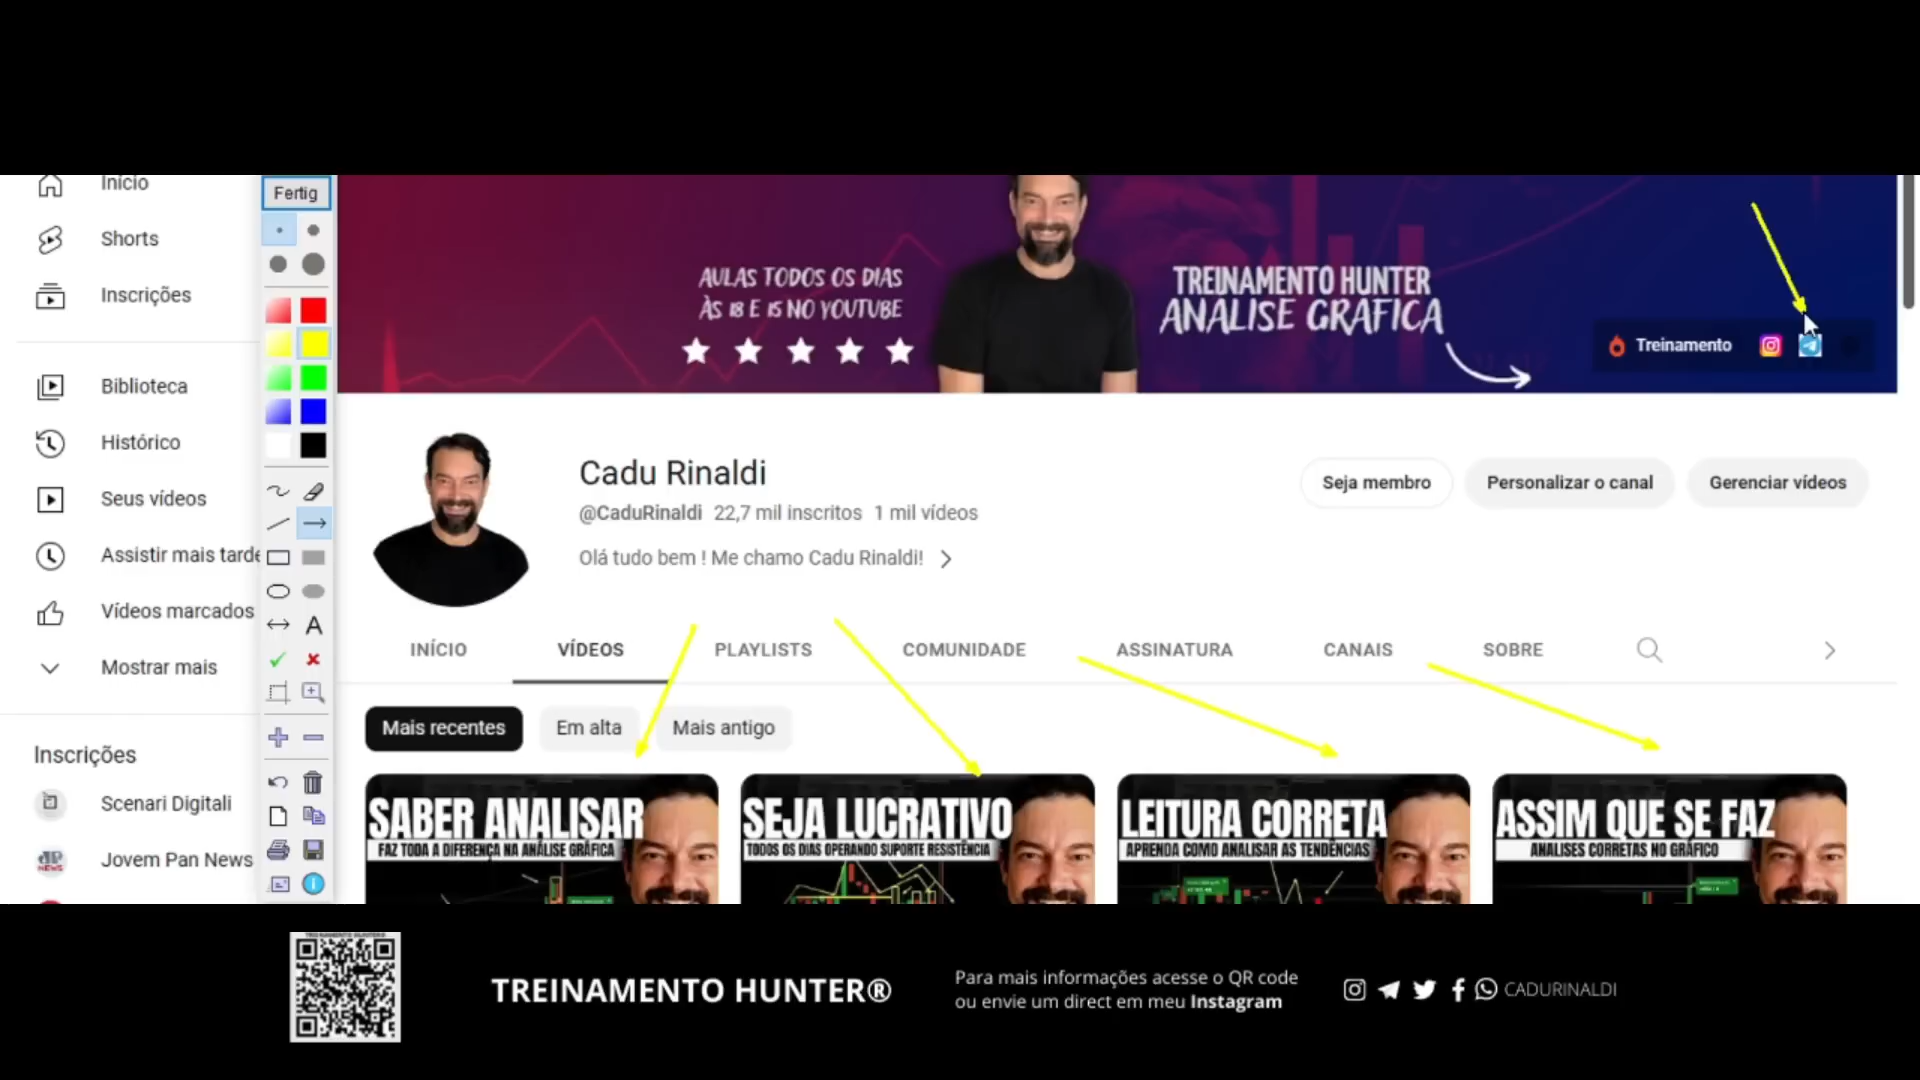 Início
Shorts
Inscrições
Biblioteca
Histórico
Seus vídeos
Assistir mais tarde
Vídeos marcados
Mostrar mais
Inscrições
Scenari Digitali
Jovem Pan News
Fertig
A
AULAS TODOS OS DIAS
ÀS 13 E 15 NO YOUTUBE
TREINAMENTO HUNTER
ANALISE GRAFICA
Treinamento
Cadu Rinaldi
@CaduRinaldi 22,7 mil inscritos 1 mil vídeos
Olá tudo bem ! Me chamo Cadu Rinaldi!
Seja membro
Personalizar o canal
Gerenciar vídeos
INÍCIO
VÍDEOS
PLAYLISTS
COMUNIDADE
ASSINATURA
CANAIS
SOBRE
Mais recentes
Em alta
Mais antigo
SABER ANALISAR
FAZ TODA A DIFERENÇA NA ANÁLISE GRÁFICA
SEJA LUCRATIVO
TODOS OS DIAS OPERANDO SUPORTE RESISTÊNCIA
LEITURA CORRETA
APRENDA COMO ANALISAR AS TENDÊNCIAS
ASSIM QUE SE FAZ
ANALISES CORRETAS NO GRÁFICO
TREINAMENTO HUNTER®
Para mais informações acesse o QR code
ou envie um direct em meu Instagram
CADURINALDI